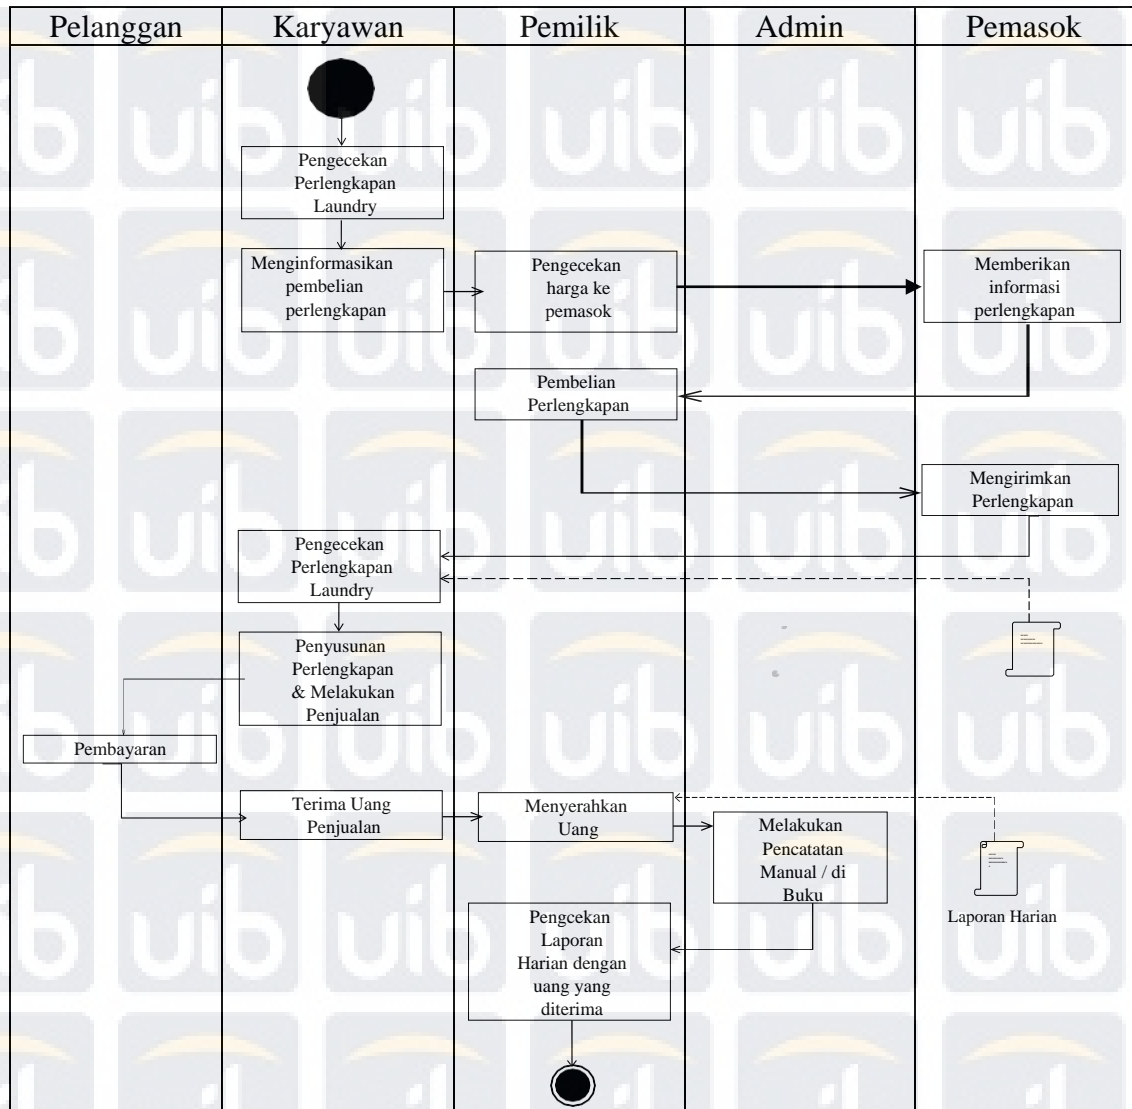 Pelanggan
Karyawan
Pemilik
Admin
Pemasok
Pengecekan
Perlengkapan
Laundry
Menginformasikan
pembelian
perlengkapan
Pengecekan
harga ke
pemasok
Memberikan
informasi
perlengkapan
Pembelian
Perlengkapan
Mengirimkan
Perlengkapan
Pengecekan
Perlengkapan
Laundry
Penyusunan
Perlengkapan
& Melakukan
Penjualan
Pembayaran
Terima Uang
Penjualan
Menyerahkan
Uang
Melakukan
Pencatatan
Manual / di
Buku
Laporan Harian
Pengcekan
Laporan
Harian dengan
uang yang
diterima